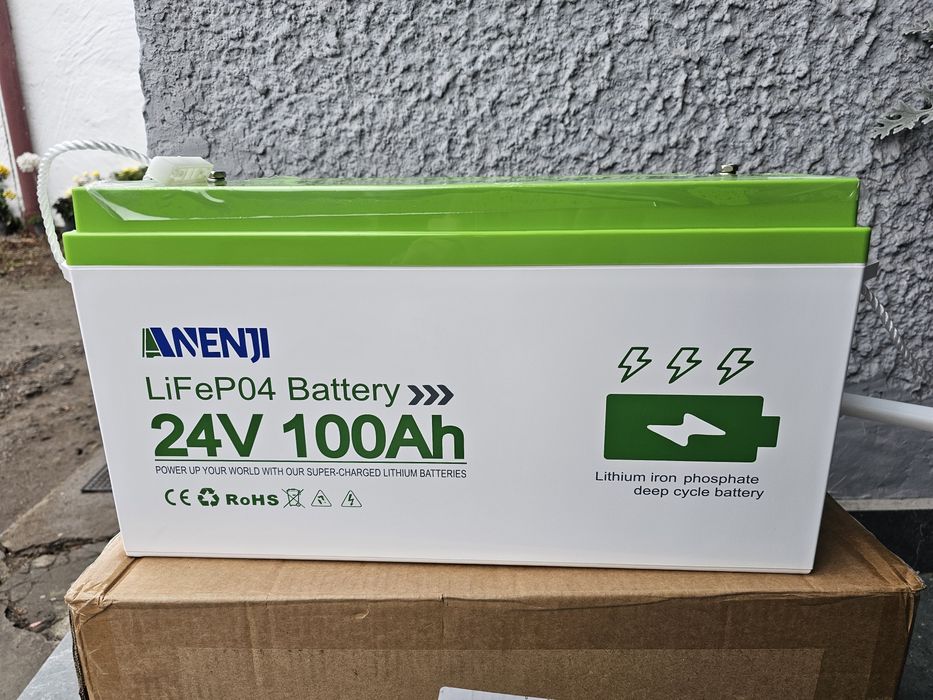 ANENJI
LiFeP04 Battery
24V 100Ah
POWER UP YOUR WORLD WITH OUR SUPER-CHARGED LITHIUM BATTERIES
CE RoHS
Lithium iron phosphate
deep cycle battery